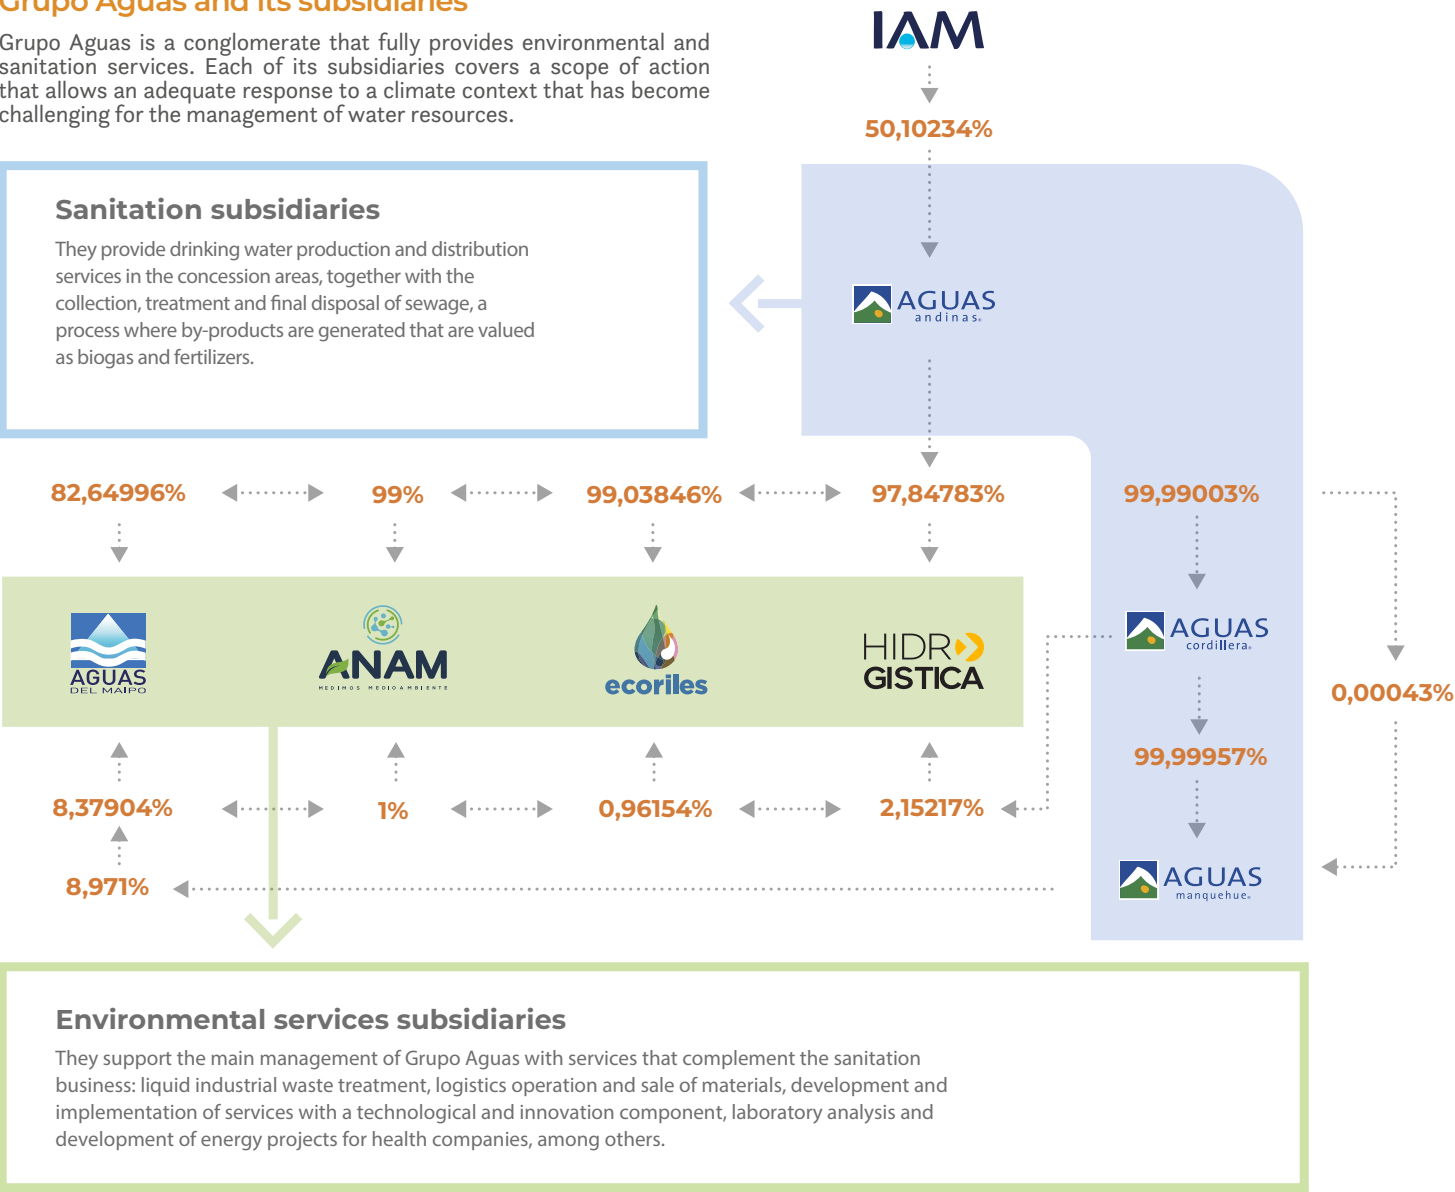 Grupo Aguas and its subsidiaries
Grupo Aguas is a conglomerate that fully provides environmental and
sanitation services. Each of its subsidiaries covers a scope of action
that allows an adequate response to a climate context that has become
challenging for the management of water resources.
IAM
50,10234%
Sanitation subsidiaries
They provide drinking water production and distribution
services in the concession areas, together with the
collection, treatment and final disposal of sewage, a
process where by-products are generated that are valued
as biogas and fertilizers.
AGUAS
andinas
82,64996%
99%
99,03846%
97,84783%
99,99003%
AGUAS
DEL MAIPO
ANAM
MEDIMOS MEDIOAMBIENTE
ecoriles
HIDR
GISTICA
AGUAS
cordillera
0,00043%
99,99957%
8,37904%
1%
0,96154%
2,15217%
8,971%
AGUAS
manquehue
Environmental services subsidiaries
They support the main management of Grupo Aguas with services that complement the sanitation
business: liquid industrial waste treatment, logistics operation and sale of materials, development and
implementation of services with a technological and innovation component, laboratory analysis and
development of energy projects for health companies, among others.